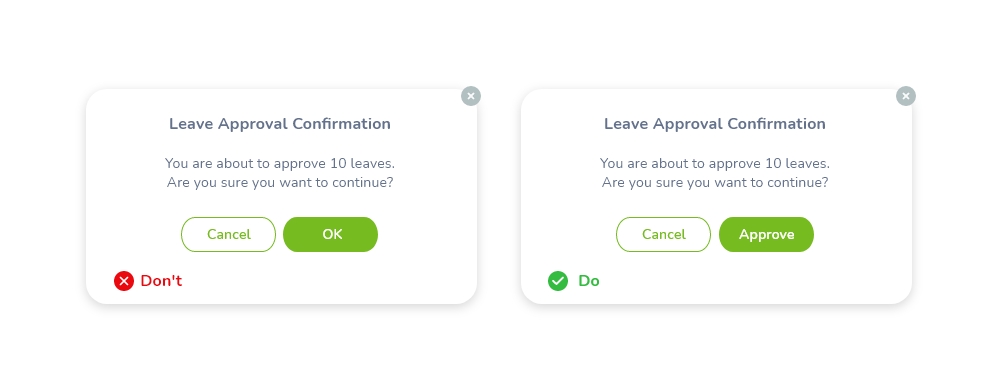 Leave Approval Confirmation
You are about to approve 10 leaves.
Are you sure you want to continue?
Cancel
OK
Don't
Leave Approval Confirmation
You are about to approve 10 leaves.
Are you sure you want to continue?
Cancel
Approve
Do